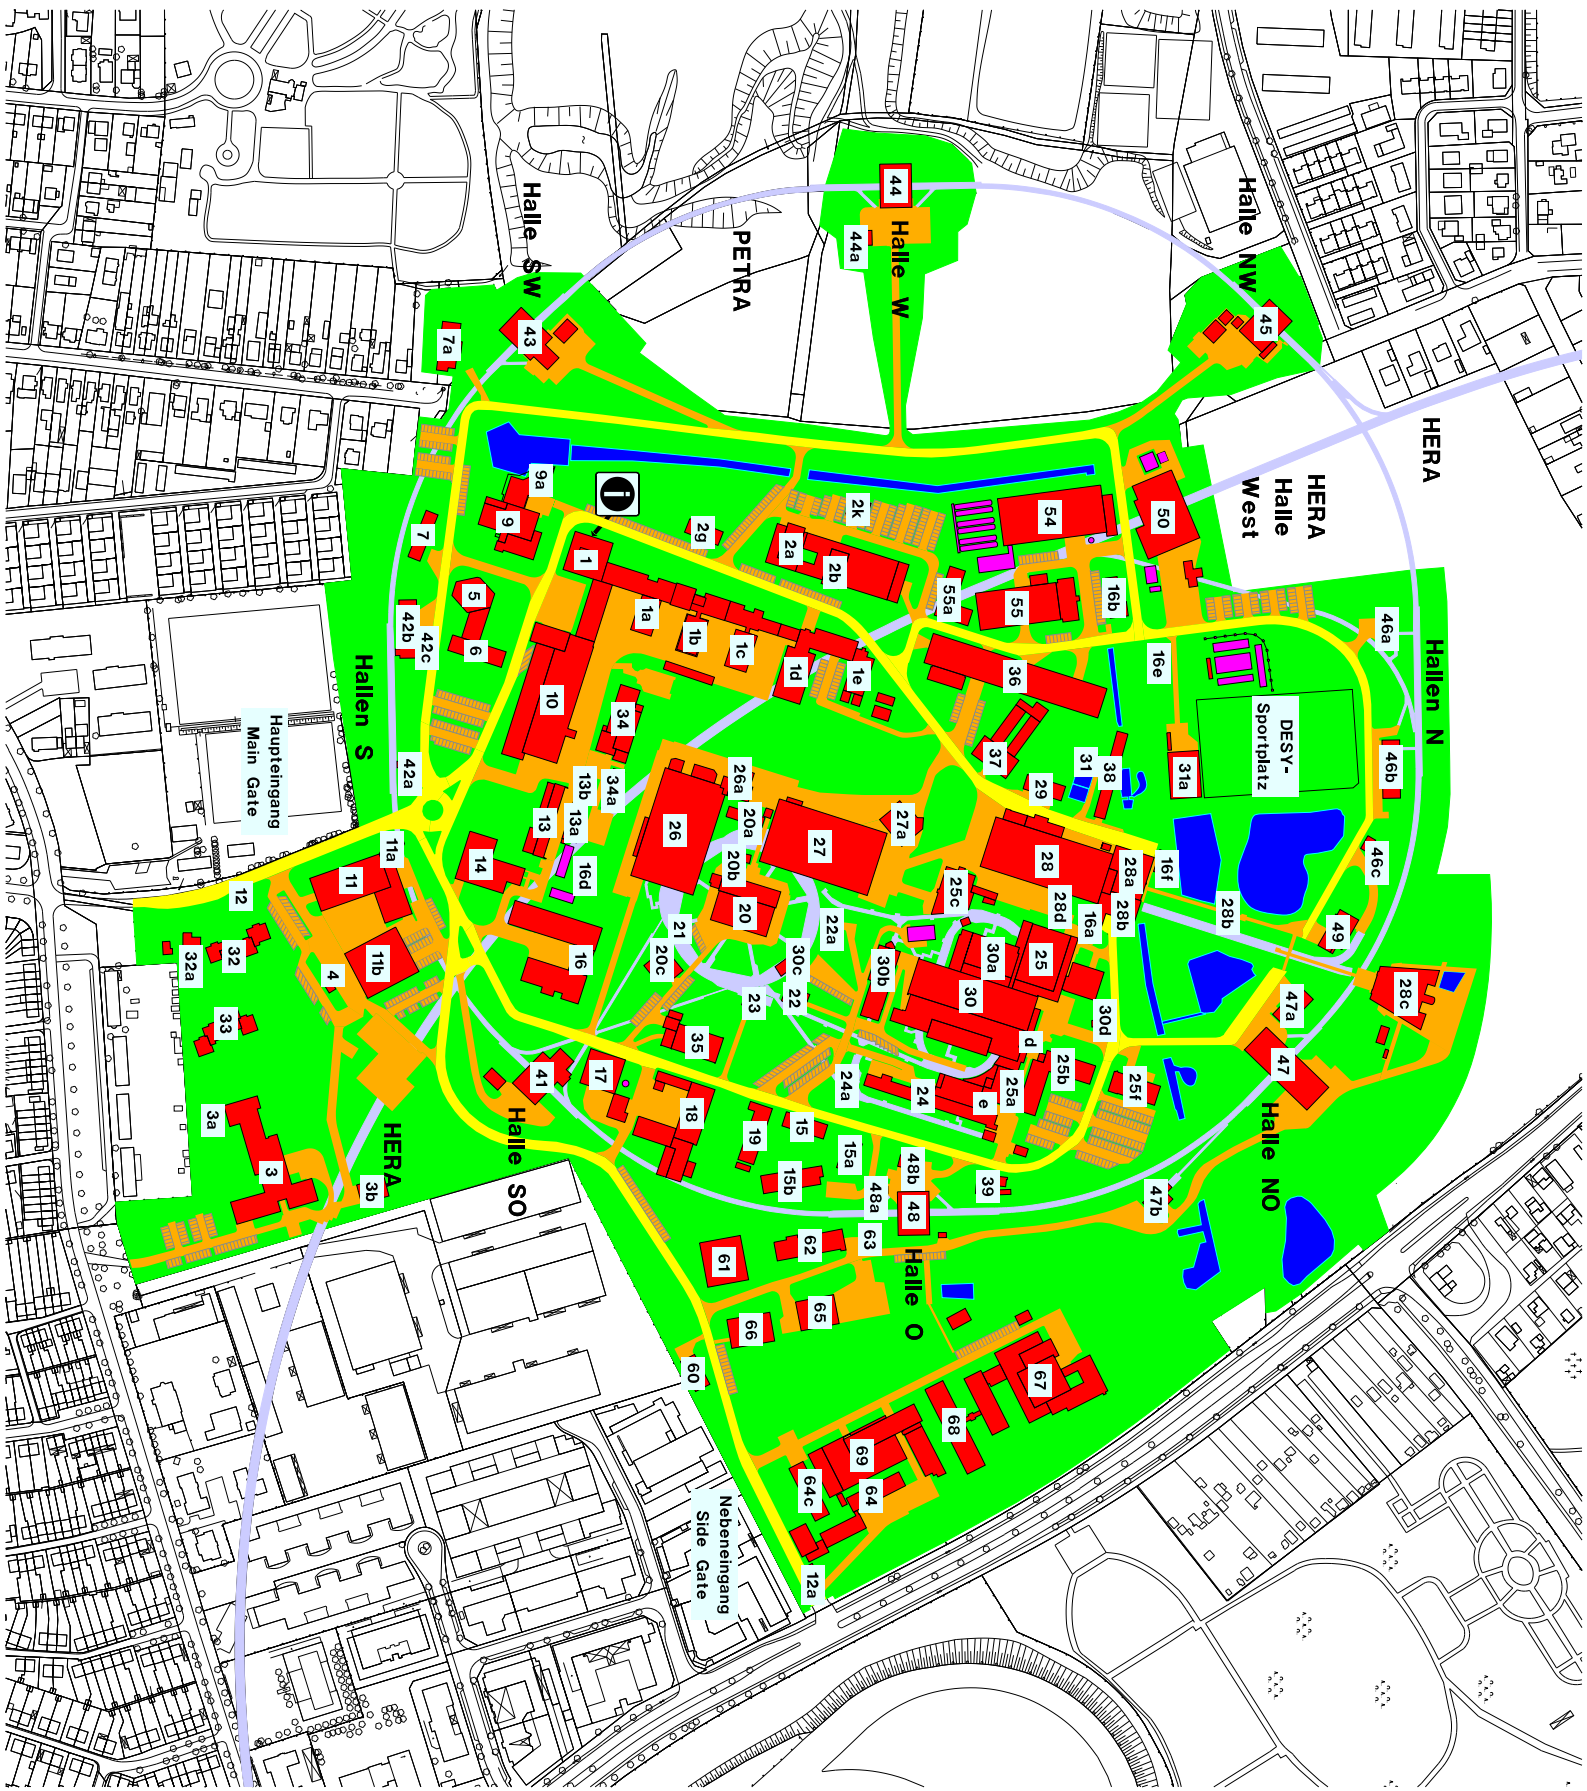 44
Halle W
44a
Halle SW
PETRA
Halle NW
45
43
7a
HERA
HERA
Halle
West
i
9a
9
7
1
2g
2k
2a
2b
54
50
5
6
42b
42c
1a
1b
1c
1d
1e
55a
55
16b
16e
46a
Hallen N
36
Hallen S
10
34
37
31
38
31a
DESY-
Sportplatz
46b
42a
Haupteingang
Main Gate
13b
34a
13a
13
26a
20a
26
27
27a
29
28
28a
16f
46c
11a
11
12
14
16d
20b
20
25c
28d
28b
28b
16a
49
32a
32
11b
4
16
21
20c
22a
30c
30b
30a
25
30
28c
33
23
22
35
d
30d
47a
47
41
17
18
24a
24
e
25a
25b
25f
3a
HERA
Halle SO
19
15
15a
15b
48b
48a
48
39
47b
Halle NO
3
3b
61
62
63
Halle O
65
66
60
67
68
69
64
64c
Nebeneingang
Side Gate
12a